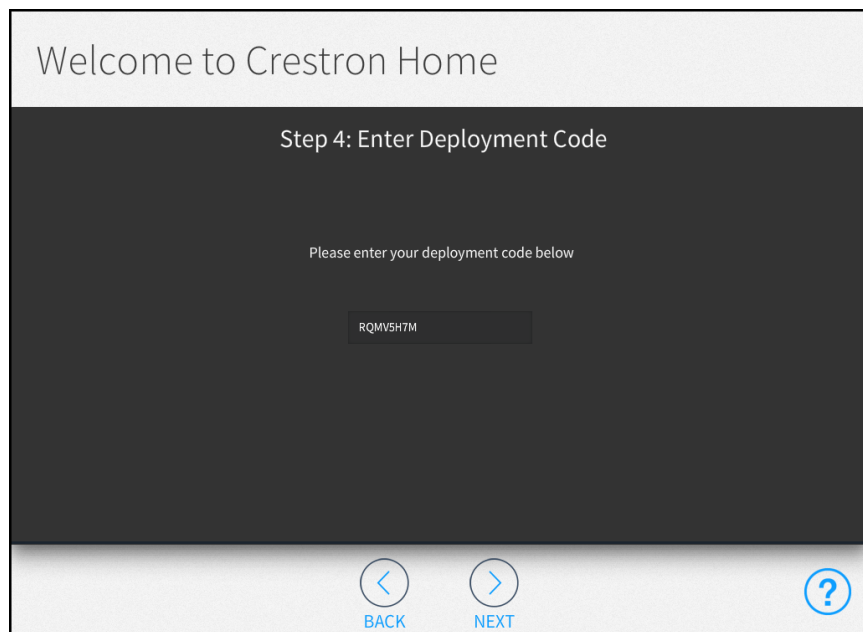 Welcome to Crestron Home
Step 4: Enter Deployment Code
Please enter your deployment code below
RQMV5H7M
BACK
NEXT
?